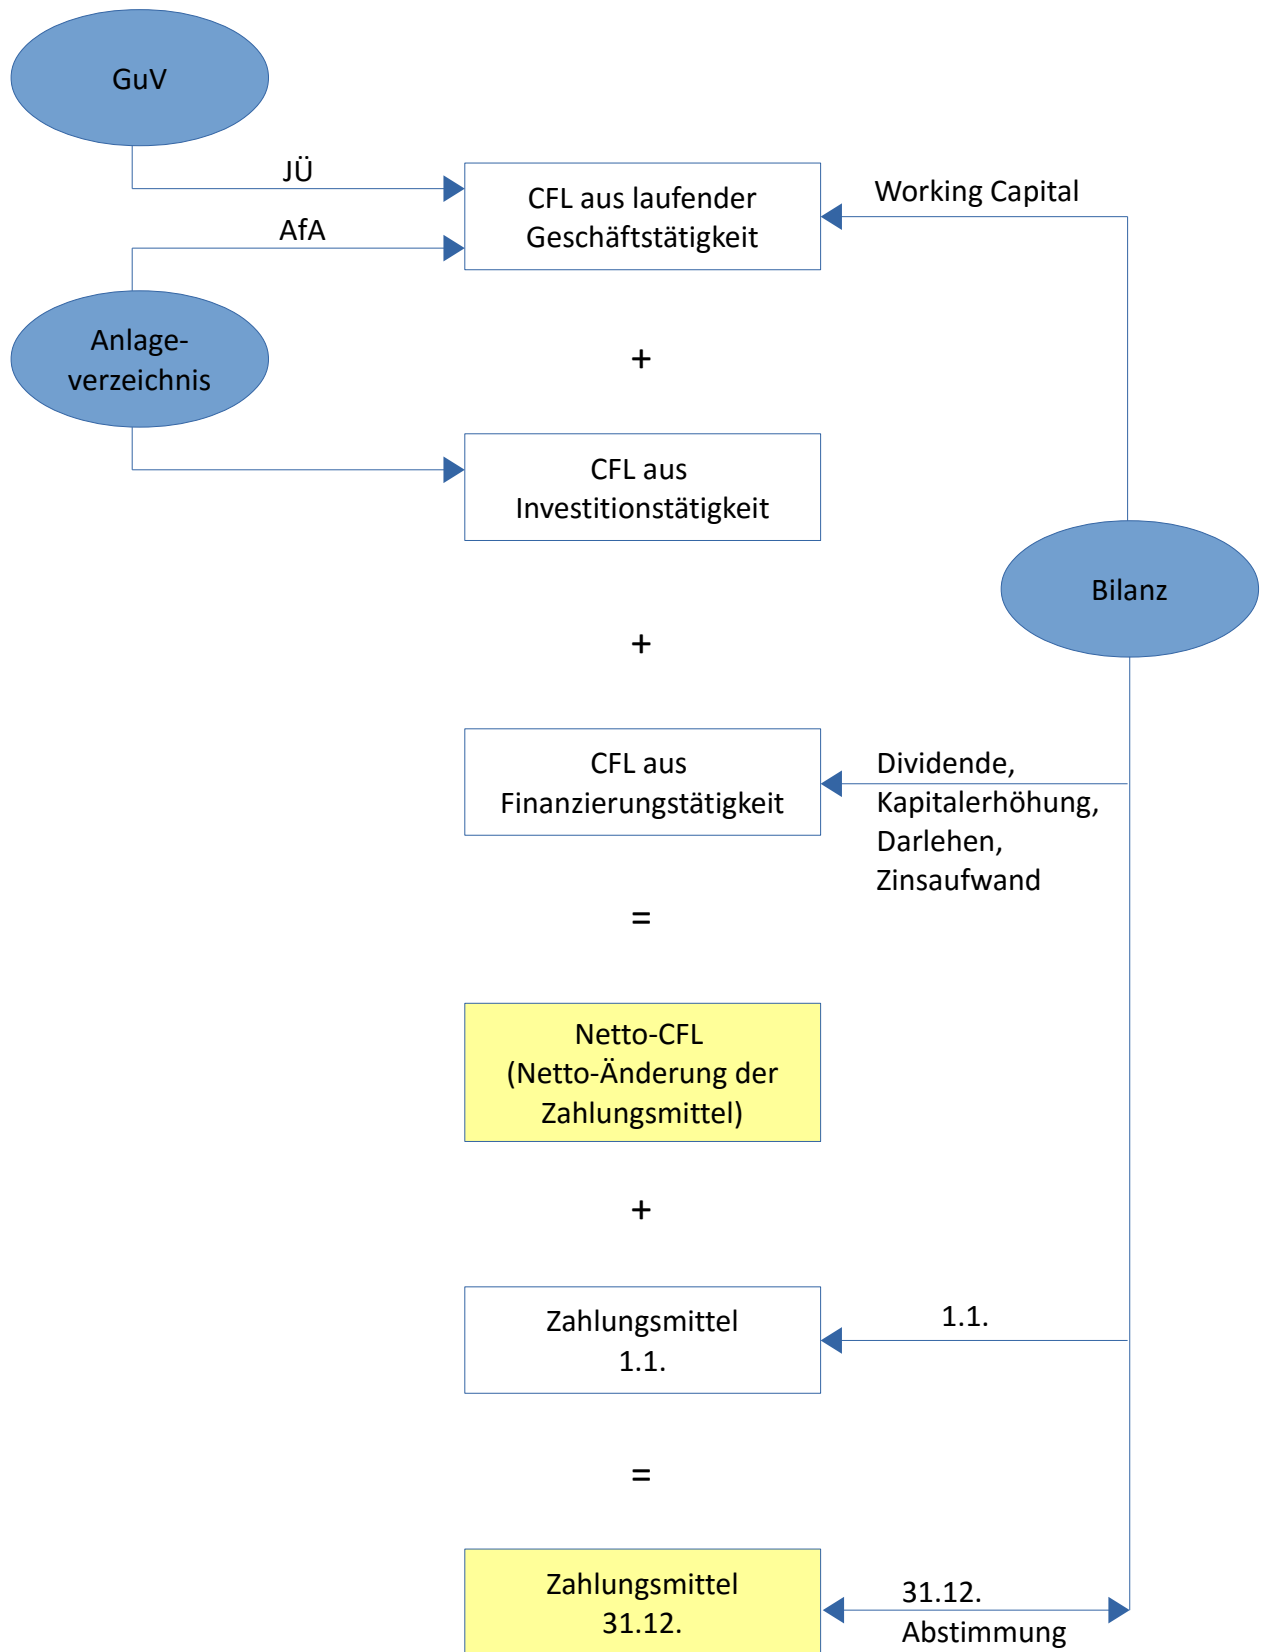 GuV
JÜ
CFL aus laufender
Geschäftstätigkeit
Working Capital
AfA
Anlage-
verzeichnis
+
CFL aus
Investitionstätigkeit
Bilanz
+
CFL aus
Finanzierungstätigkeit
Dividende,
Kapitalerhöhung,
Darlehen,
Zinsaufwand
=
Netto-CFL
(Netto-Änderung der
Zahlungsmittel)
+
Zahlungsmittel
1.1.
1.1.
=
Zahlungsmittel
31.12.
31.12.
Abstimmung